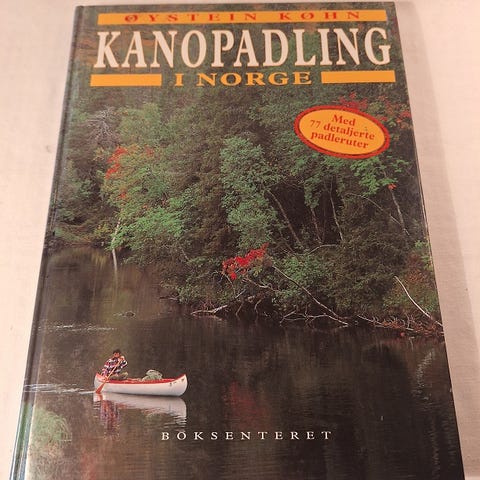 ØYSTEIN KØHN
KANOPADLING
I NORGE
Med
77 detaljerte
padleruter
BOKSENTERET